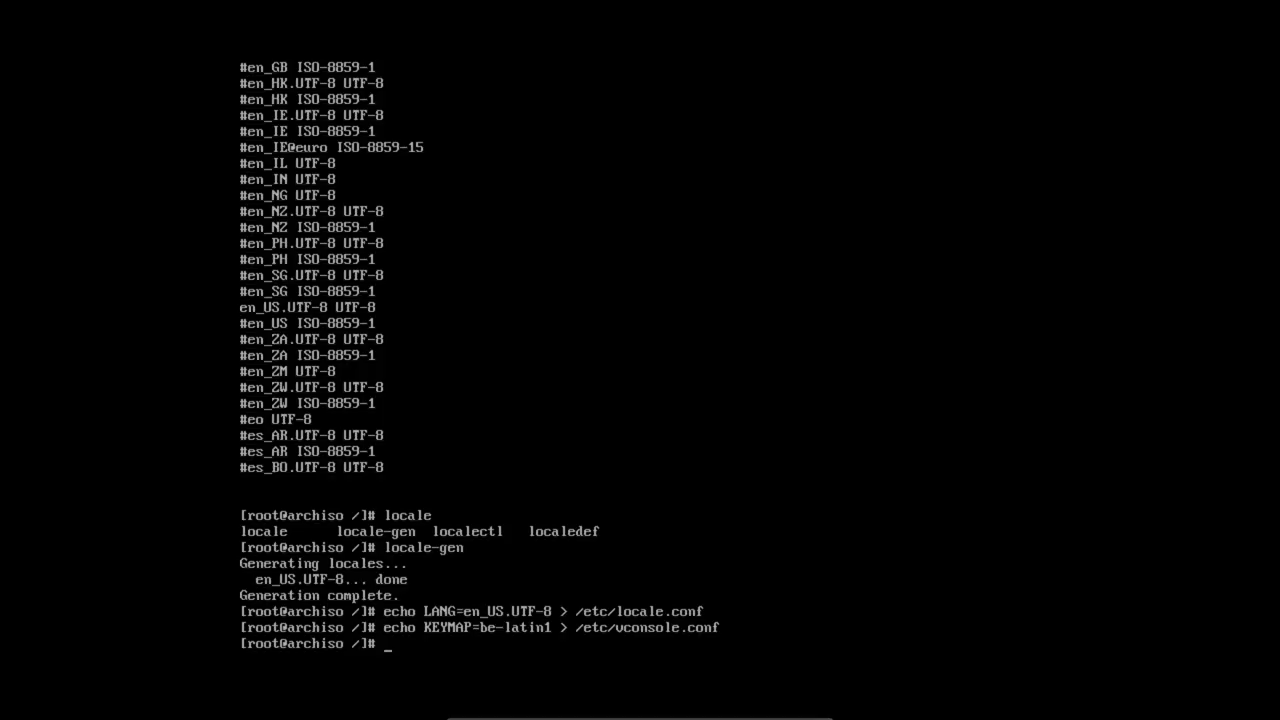 #en_GB ISO-8859-1
#en_HK.UTF-8 UTF-8
#en_HK ISO-8859-1
#en_IE.UTF-8 UTF-8
#en_IE ISO-8859-1
#en_IE@euro ISO-8859-15
#en_IL UTF-8
#en_IN UTF-8
#en_NG UTF-8
#en_NZ.UTF-8 UTF-8
#en_NZ ISO-8859-1
#en_PH.UTF-8 UTF-8
#en_PH ISO-8859-1
#en_SG.UTF-8 UTF-8
#en_SG ISO-8859-1
en_US.UTF-8 UTF-8
#en_US ISO-8859-1
#en_ZA.UTF-8 UTF-8
#en_ZA ISO-8859-1
#en_ZM UTF-8
#en_ZW.UTF-8 UTF-8
#en_ZW ISO-8859-1
#eo UTF-8
#es_AR.UTF-8 UTF-8
#es_AR ISO-8859-1
#es_BO.UTF-8 UTF-8
[root@archiso /]# locale
locale      locale-gen  localectl   localedef
[root@archiso /]# locale-gen
Generating locales...
  en_US.UTF-8... done
Generation complete.
[root@archiso /]# echo LANG=en_US.UTF-8 > /etc/locale.conf
[root@archiso /]# echo KEYMAP=be-latin1 > /etc/vconsole.conf
[root@archiso /]# _